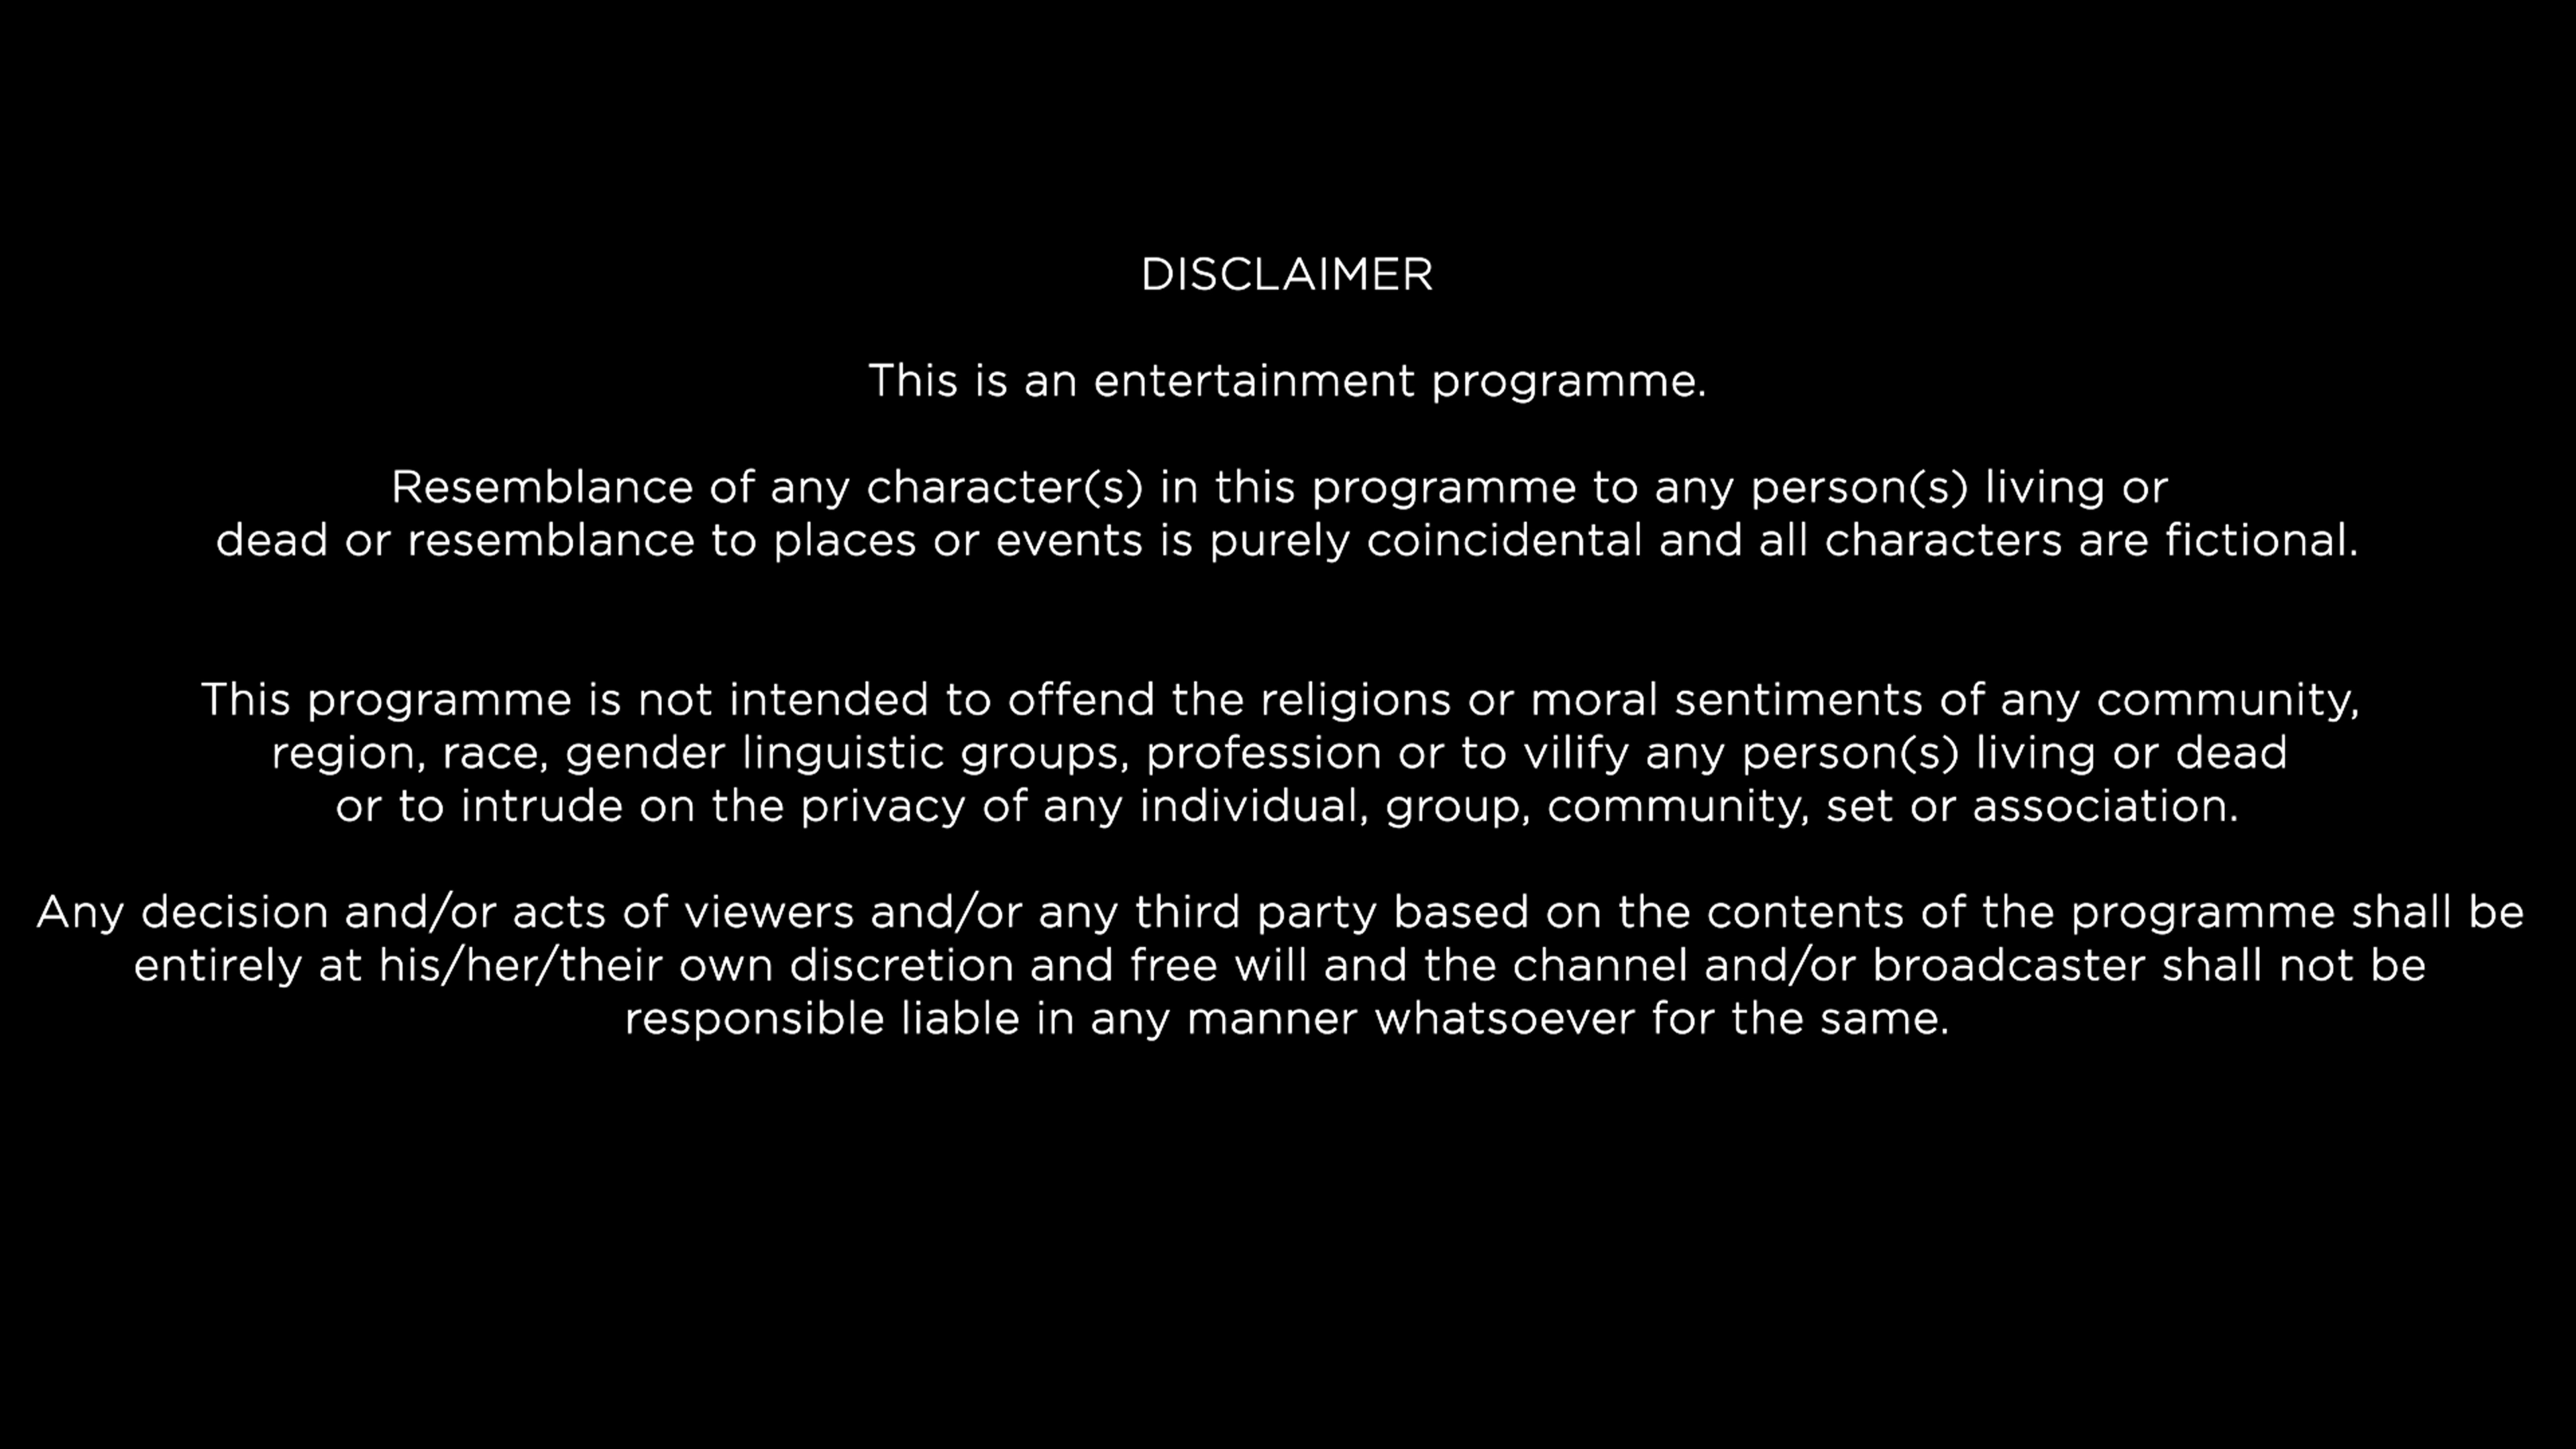 DISCLAIMER
This is an entertainment programme.
Resemblance of any character(s) in this programme to any person(s) living or
dead or resemblance to places or events is purely coincidental and all characters are fictional.
This programme is not intended to offend the religions or moral sentiments of any community,
region, race, gender linguistic groups, profession or to vilify any person(s) living or dead
or to intrude on the privacy of any individual, group, community, set or association.
Any decision and/or acts of viewers and/or any third party based on the contents of the programme shall be
entirely at his/her/their own discretion and free will and the channel and/or broadcaster shall not be
responsible liable in any manner whatsoever for the same.